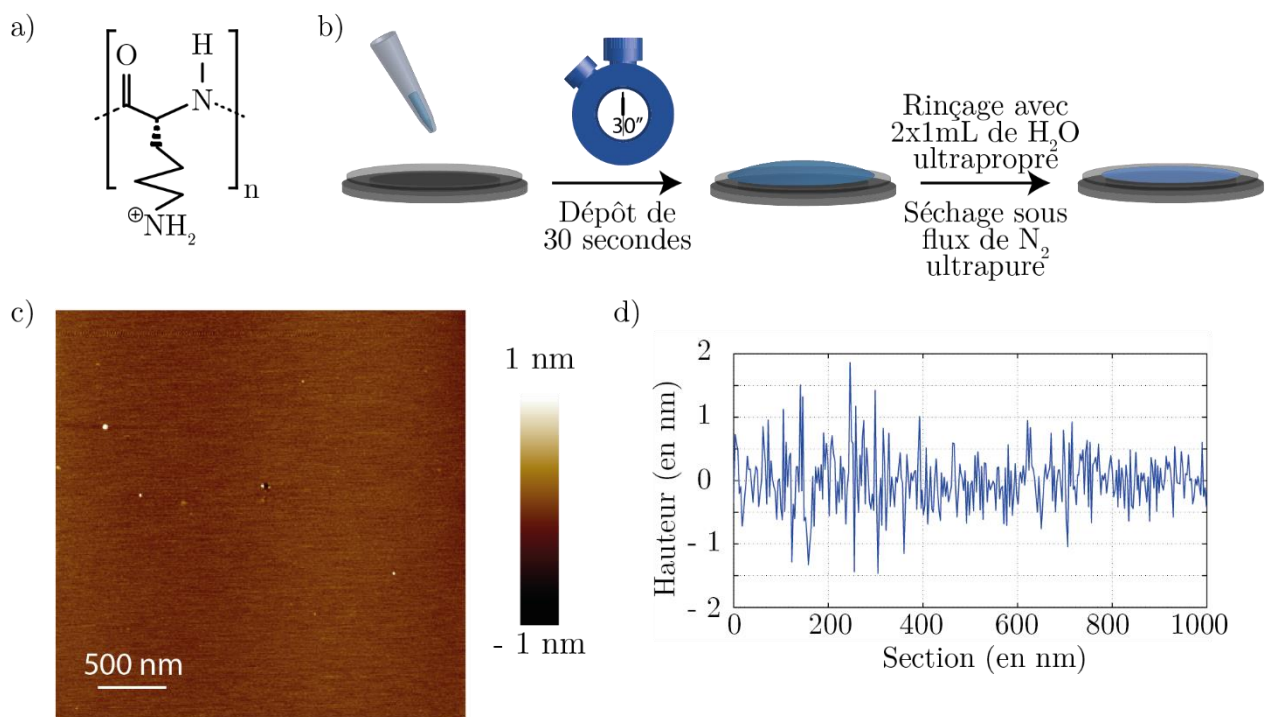 a)
O
H
N
n
⊕NH2
b)
30"
Dépôt de
30 secondes
Rinçage avec
2x1mL de H2O
ultrapropre
Séchage sous
flux de N2
ultrapure
c)
1 nm
- 1 nm
500 nm
d)
Hauteur (en nm)
2
1
0
- 1
- 2
0
200
400
600
800
1000
Section (en nm)